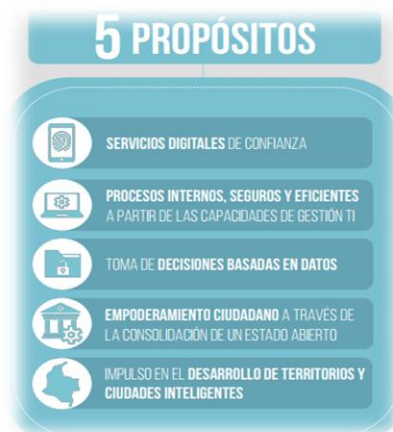 5 PROPÓSITOS
SERVICIOS DIGITALES DE CONFIANZA
PROCESOS INTERNOS, SEGUROS Y EFICIENTES
A PARTIR DE LAS CAPACIDADES DE GESTIÓN TI
TOMA DE DECISIONES BASADAS EN DATOS
EMPODERAMIENTO CIUDADANO A TRAVÉS DE
LA CONSOLIDACIÓN DE UN ESTADO ABIERTO
IMPULSO EN EL DESARROLLO DE TERRITORIOS Y
CIUDADES INTELIGENTES